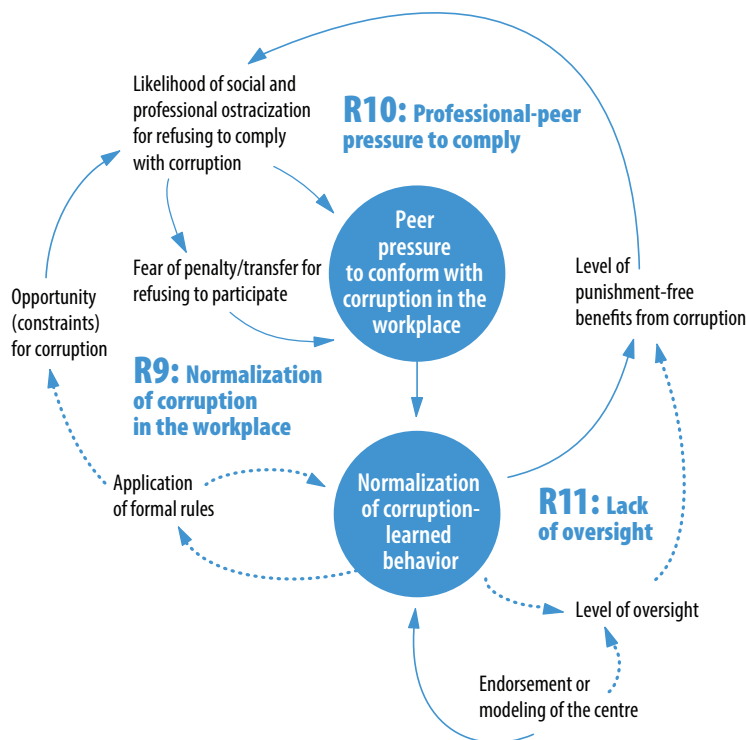 Likelihood of social and
professional ostracization
for refusing to comply
with corruption
R10: Professional-peer
pressure to comply
Peer
pressure
to conform with
corruption in the
workplace
Fear of penalty/transfer for
refusing to participate
Level of
punishment-free
benefits from corruption
Opportunity
(constraints)
for corruption
R9: Normalization
of corruption
in the workplace
Application
of formal rules
Normalization
of corruption-
learned
behavior
R11: Lack
of oversight
Level of oversight
Endorsement or
modeling of the centre